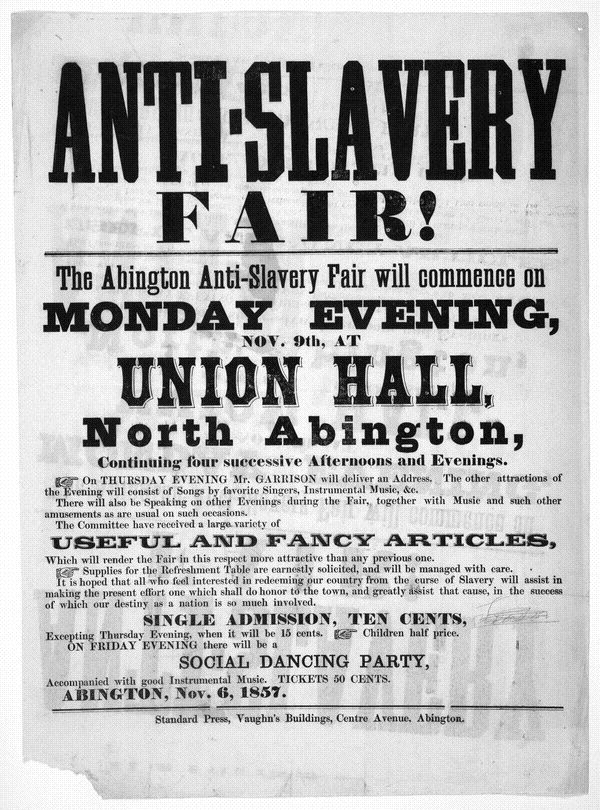 ANTI-SLAVERY
FAIR!
The Abington Anti-Slavery Fair will commence on
MONDAY EVENING,
NOV. 9th, AT
UNION HALL,
North Abington,
Continuing four successive Afternoons and Evenings.
On THURSDAY EVENING Mr. GARRISON will deliver an Address. The other attractions of
the Evening will consist of Songs by favorite Singers, Instrumental Music, &c.
There will also be Speaking on other Evenings during the Fair, together with Music and such other
amusements as are usual on such occasions.
The Committee have received a large variety of
USEFUL AND FANCY ARTICLES,
Which will render the Fair in this respect more attractive than any previous one.
Supplies for the Refreshment Table are earnestly solicited, and will be managed with care.
It is hoped that all who feel interested in redeeming our country from the curse of Slavery will assist in
making the present effort one which shall do honor to the town, and greatly assist that cause, in the success
of which our destiny as a nation is so much involved.
SINGLE ADMISSION, TEN CENTS,
Excepting Thursday Evening, when it will be 15 cents. Children half price.
ON FRIDAY EVENING there will be a
SOCIAL DANCING PARTY,
Accompanied with good Instrumental Music. TICKETS 50 CENTS.
ABINGTON, Nov. 6, 1857.
Standard Press, Vaughn's Buildings, Centre Avenue. Abington.